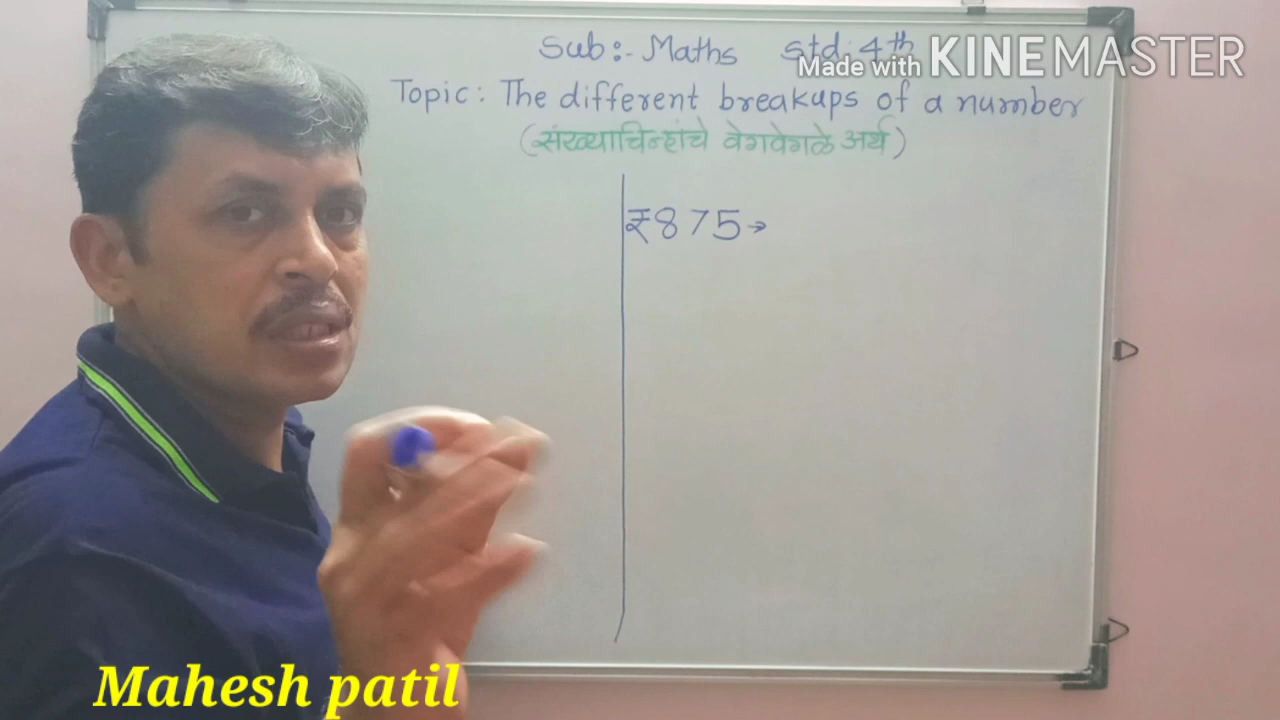 Sub:- Maths Std. 4th
Made with KINEMASTER
Topic: The different breakups of a number
(संख्याचिन्हांचे वेगवेगळे अर्थ)
₹875→
Mahesh patil